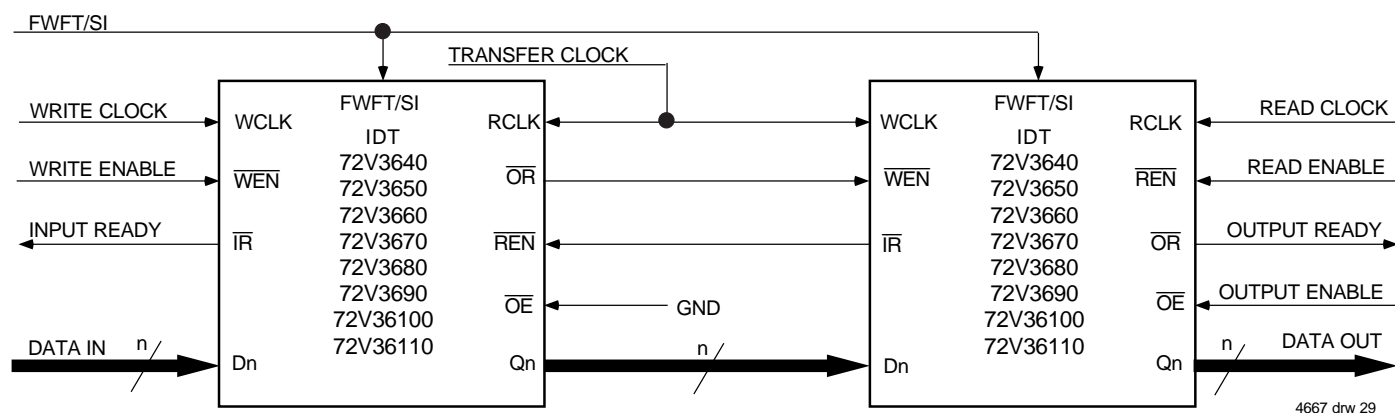 FWFT/SI
TRANSFER CLOCK
FWFT/SI
FWFT/SI
WRITE CLOCK
WCLK
IDT
RCLK
WCLK
IDT
RCLK
READ CLOCK
72V3640
72V3640
WRITE ENABLE
WEN
OR
WEN
REN
READ ENABLE
72V3650
72V3650
72V3660
72V3660
INPUT READY
IR
72V3670
REN
IR
72V3670
OR
OUTPUT READY
72V3680
72V3680
72V3690
72V3690
OE
GND
OE
OUTPUT ENABLE
72V36100
72V36100
DATA IN
n
72V36110
n
72V36110
n
DATA OUT
Dn
Qn
Dn
Qn
4667 drw 29